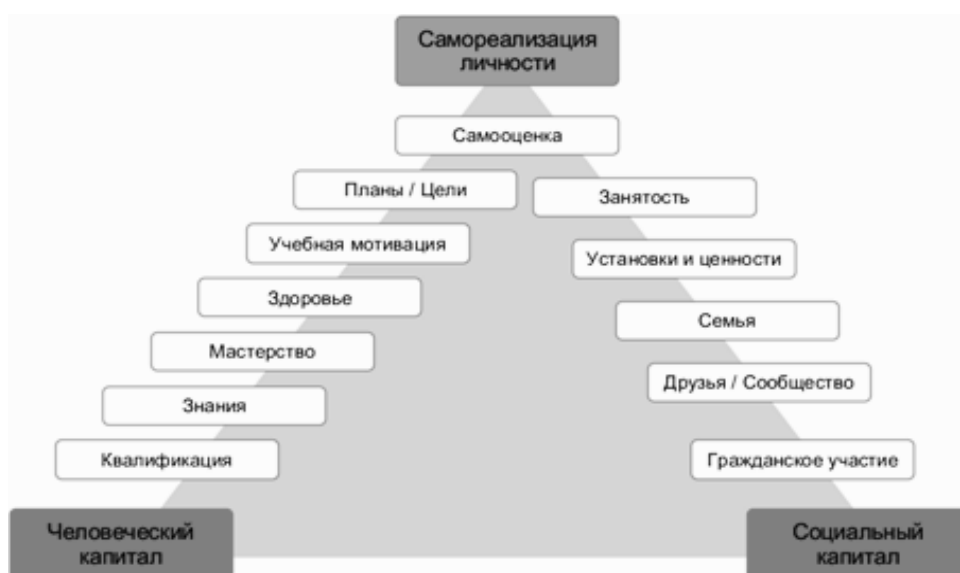 Самореализация
личности
Самооценка
Планы / Цели
Занятость
Учебная мотивация
Установки и ценности
Здоровье
Семья
Мастерство
Друзья / Сообщество
Знания
Квалификация
Гражданское участие
Человеческий
капитал
Социальный
капитал